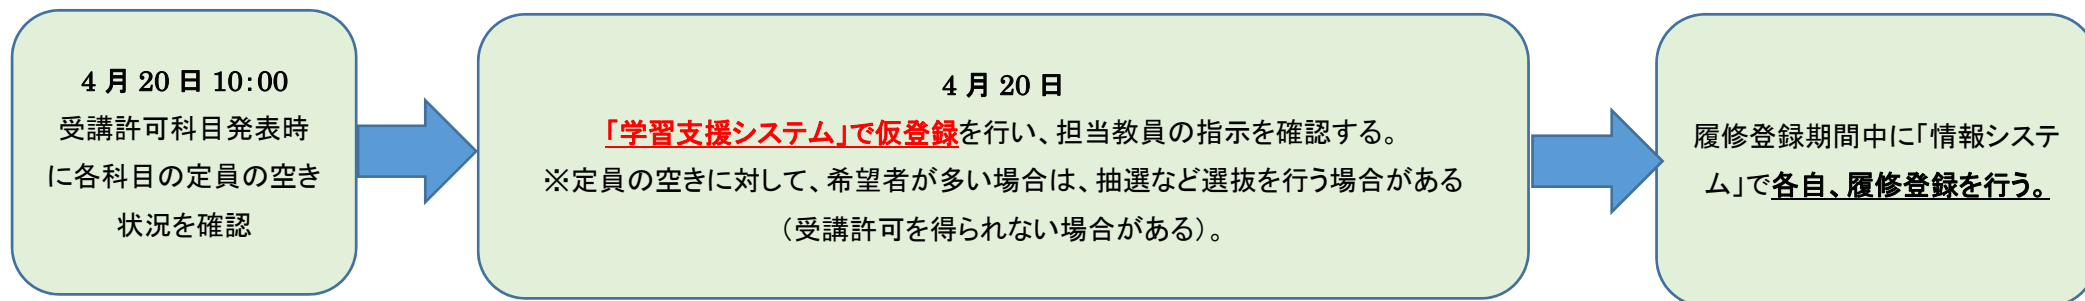 4 月 20 日 10:00
受講許可科目発表時
に各科目の定員の空き
状況を確認
4 月 20 日
「学習支援システム」で仮登録を行い、担当教員の指示を確認する。
※定員の空きに対して、希望者が多い場合は、抽選など選抜を行う場合がある
（受講許可を得られない場合がある）。
履修登録期間中に「情報システ
ム」で各自、履修登録を行う。